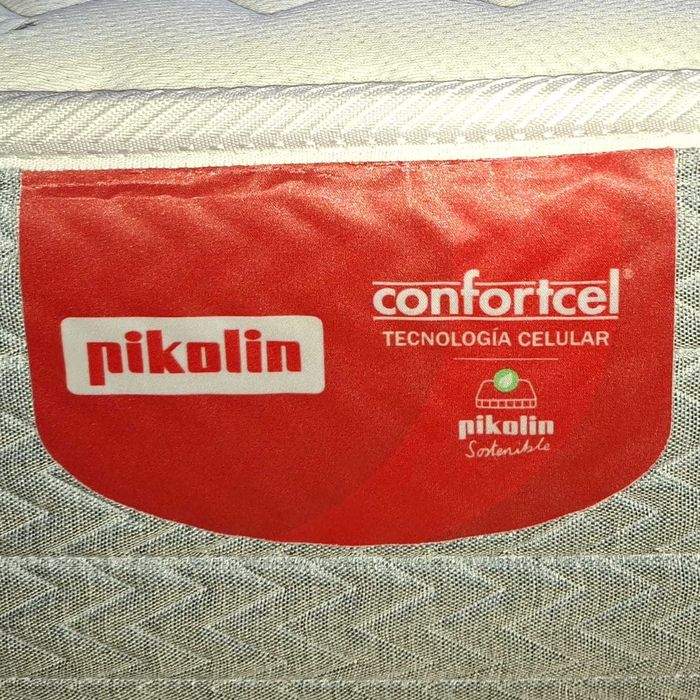 pikolin
confortcel®
TECNOLOGÍA CELULAR
pikolin
Sostenible